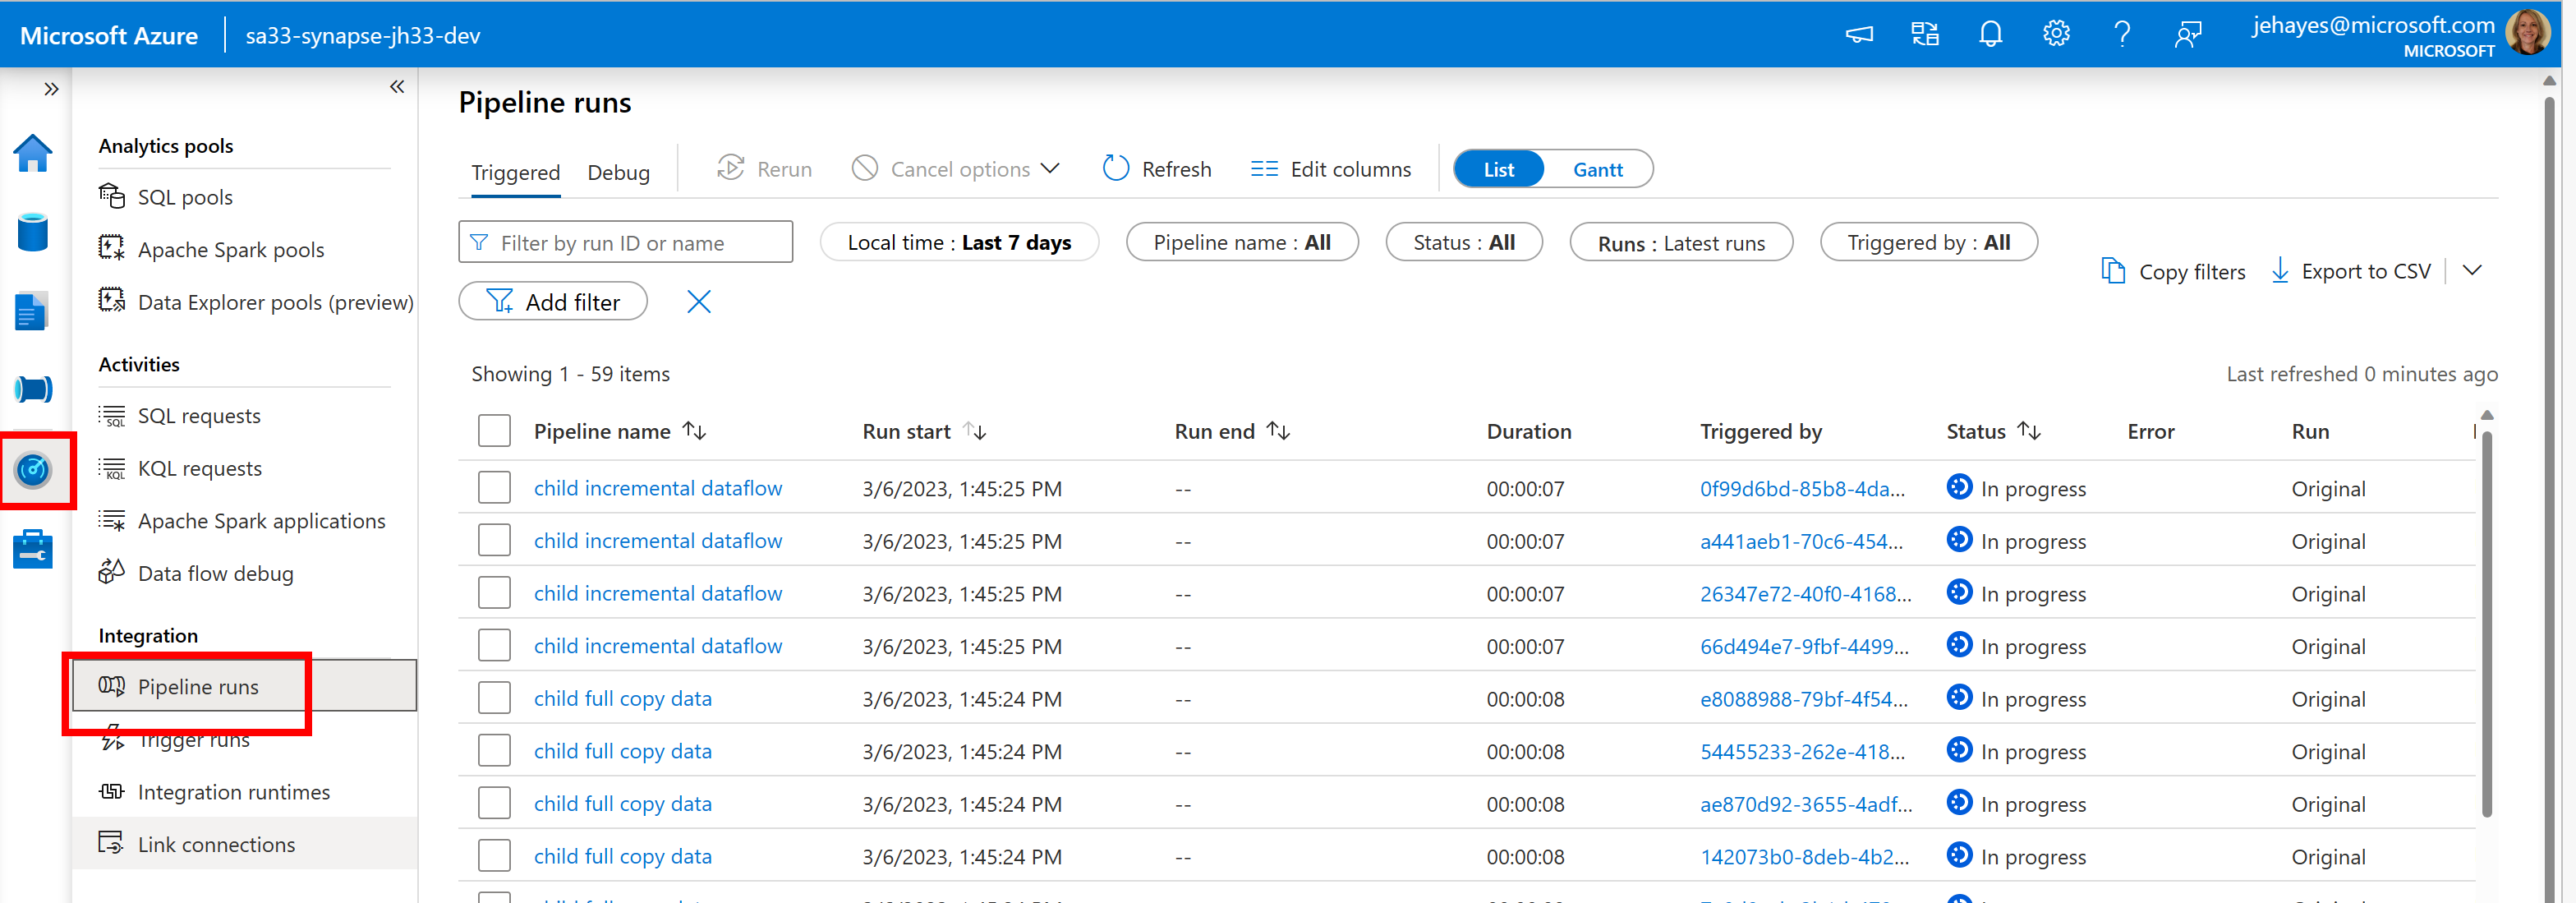 Microsoft Azure
sa33-synapse-jh33-dev
jehayes@microsoft.com
MICROSOFT
Analytics pools
SQL pools
Apache Spark pools
Data Explorer pools (preview)
Activities
SQL requests
KQL requests
Apache Spark applications
Data flow debug
Integration
Pipeline runs
Trigger runs
Integration runtimes
Link connections
Pipeline runs
Triggered Debug Rerun Cancel options Refresh Edit columns List Gantt
Filter by run ID or name Local time : Last 7 days Pipeline name : All Status : All Runs : Latest runs Triggered by : All
Copy filters Export to CSV
Add filter
Showing 1 - 59 items Last refreshed 0 minutes ago
Pipeline name Run start Run end Duration Triggered by Status Error Run
child incremental dataflow 3/6/2023, 1:45:25 PM -- 00:00:07 0f99d6bd-85b8-4da... In progress Original
child incremental dataflow 3/6/2023, 1:45:25 PM -- 00:00:07 a441aeb1-70c6-454... In progress Original
child incremental dataflow 3/6/2023, 1:45:25 PM -- 00:00:07 26347e72-40f0-4168... In progress Original
child incremental dataflow 3/6/2023, 1:45:25 PM -- 00:00:07 66d494e7-9fbf-4499... In progress Original
child full copy data 3/6/2023, 1:45:25 PM -- 00:00:08 e8088988-79bf-4f54... In progress Original
child full copy data 3/6/2023, 1:45:24 PM -- 00:00:08 54455233-262e-418... In progress Original
child full copy data 3/6/2023, 1:45:24 PM -- 00:00:08 ae870d92-3655-4adf... In progress Original
child full copy data 3/6/2023, 1:45:24 PM -- 00:00:08 142073b0-8deb-4b2... In progress Original